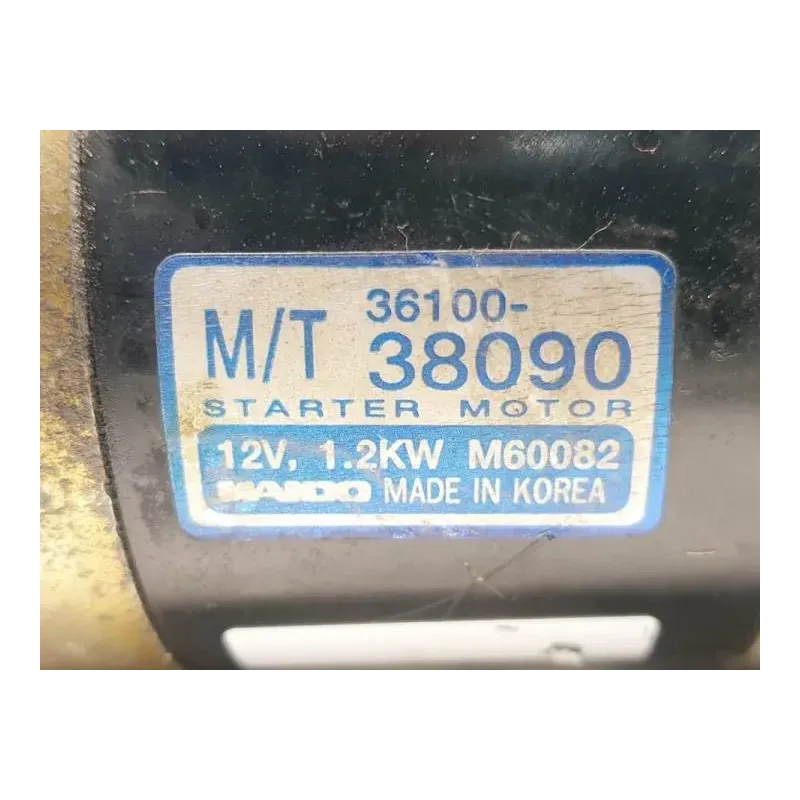 M/T 36100-
38090
STARTER MOTOR
12V, 1.2KW M60082
MANDO MADE IN KOREA